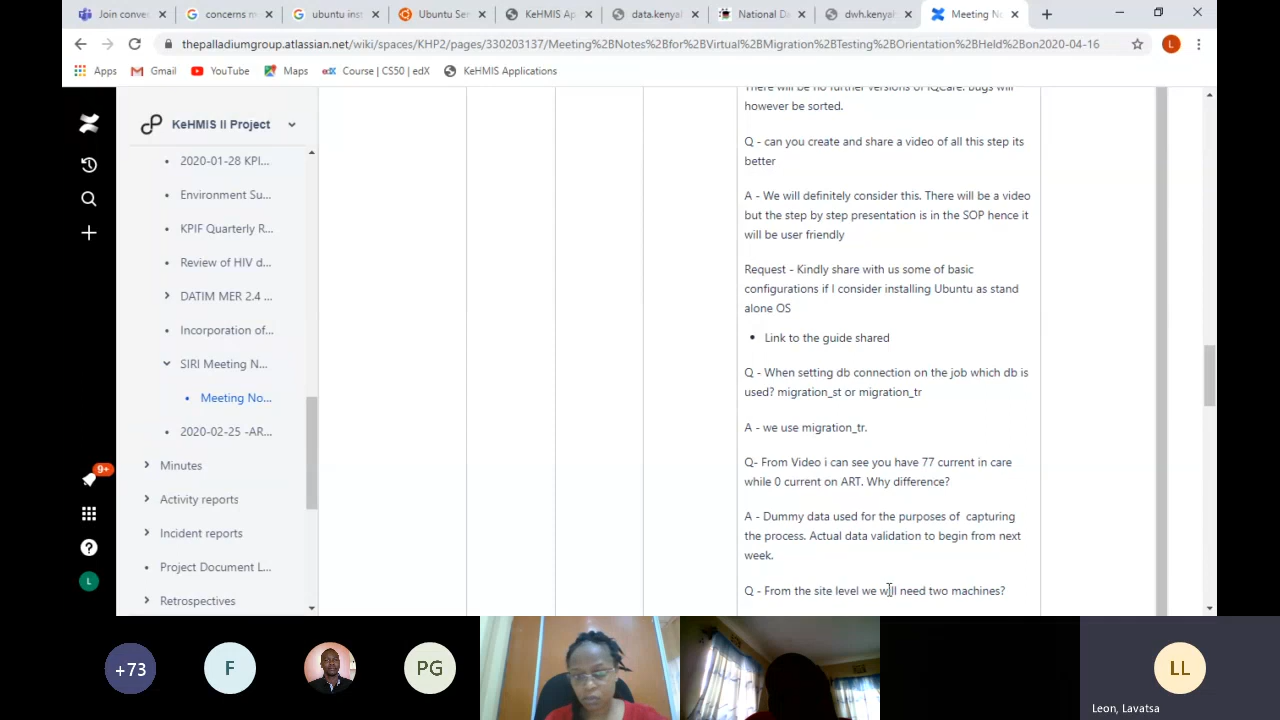 Join conver
concerns m
ubuntu inst
Ubuntu Ser
KeHMIS Ap
data.kenyal
National Da
dwh.kenyah
Meeting No
thepalladiumgroup.atlassian.net/wiki/spaces/KHP2/pages/330203137/Meeting%2BNotes%2Bfor%2BVirtual%2BMigration%2BTesting%2BOrientation%2BHeld%2Bon2020-04-16
L
Apps
Gmail
YouTube
Maps
Course | CS50 | edX
KeHMIS Applications
KeHMIS II Project
2020-01-28 KPI...
Environment Su...
KPIF Quarterly R...
Review of HIV d...
DATIM MER 2.4 ...
Incorporation of...
SIRI Meeting N...
Meeting No...
2020-02-25 -AR...
Minutes
Activity reports
Incident reports
Project Document L...
Retrospectives
9+
L
There will be no further versions of IQCare. Bugs will
however be sorted.
Q - can you create and share a video of all this step its
better
A - We will definitely consider this. There will be a video
but the step by step presentation is in the SOP hence it
will be user friendly
Request - Kindly share with us some of basic
configurations if I consider installing Ubuntu as stand
alone OS
• Link to the guide shared
Q - When setting db connection on the job which db is
used? migration_st or migration_tr
A - we use migration_tr.
Q- From Video i can see you have 77 current in care
while 0 current on ART. Why difference?
A - Dummy data used for the purposes of  capturing
the process. Actual data validation to begin from next
week.
Q - From the site level we will need two machines?
+73
F
PG
LL
Leon, Lavatsa